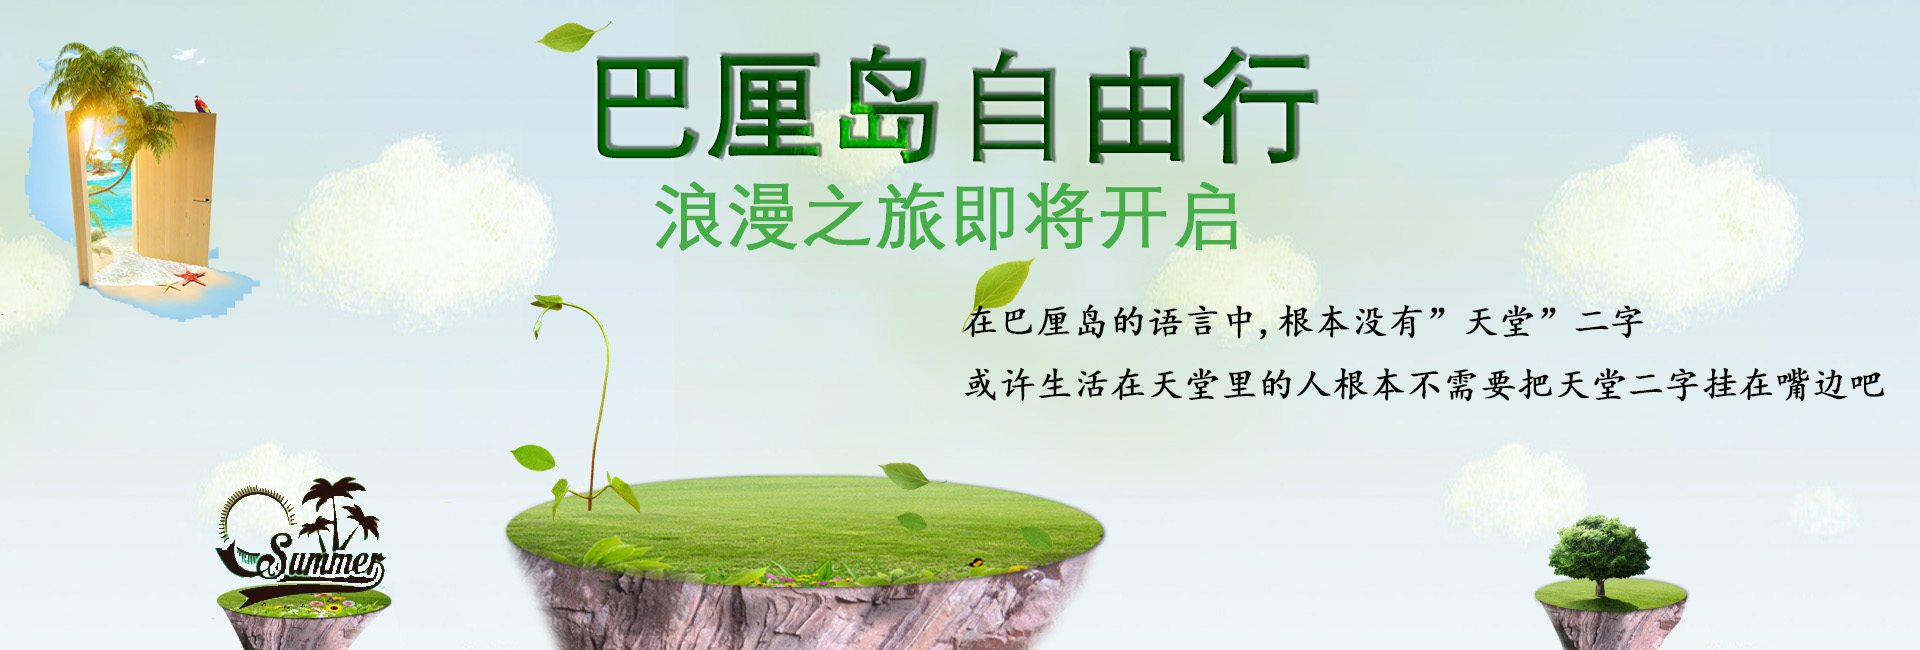 巴厘岛自由行
浪漫之旅即将开启
在巴厘岛的语言中,根本没有”天堂”二字
或许生活在天堂里的人根本不需要把天堂二字挂在嘴边吧
Summer